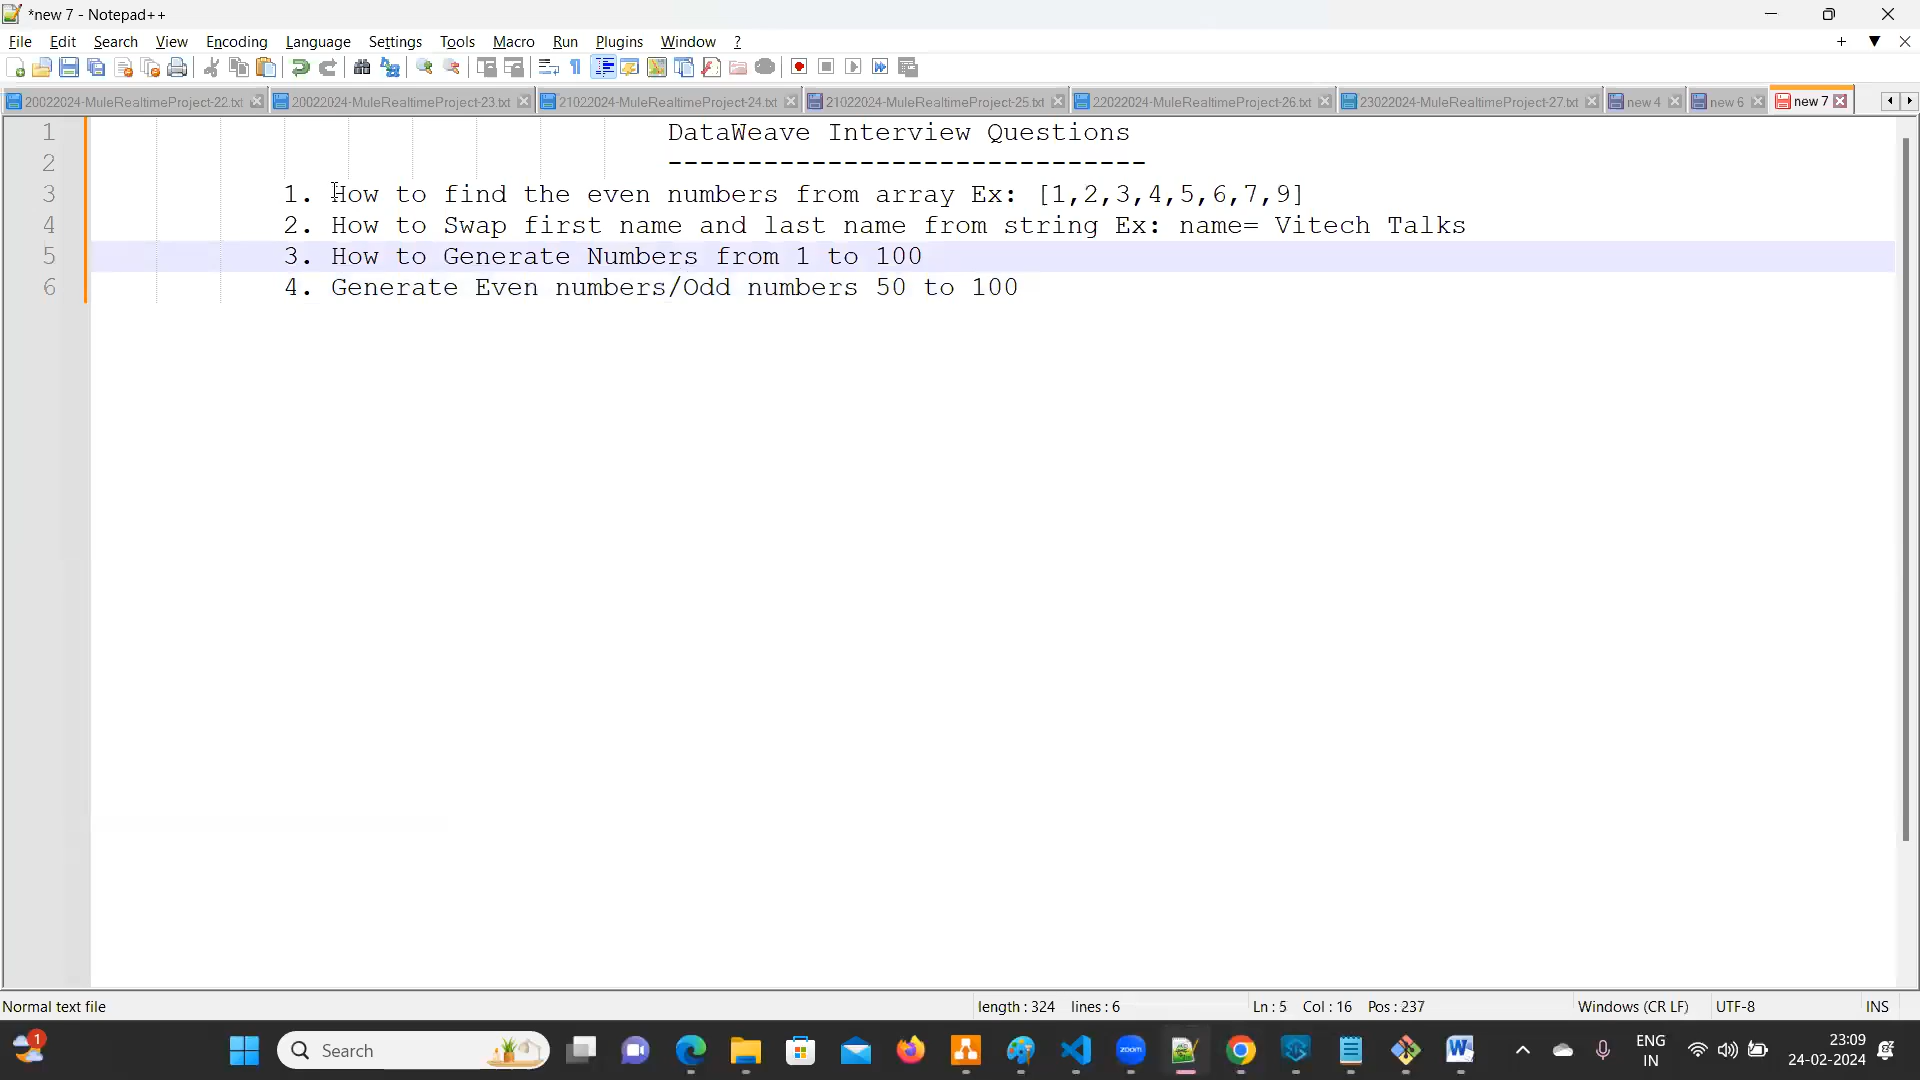 *new 7 - Notepad++
File Edit Search View Encoding Language Settings Tools Macro Run Plugins Window ?
20022024-MuleRealtimeProject-22.txt 20022024-MuleRealtimeProject-23.txt 21022024-MuleRealtimeProject-24.txt 21022024-MuleRealtimeProject-25.txt 22022024-MuleRealtimeProject-26.txt 23022024-MuleRealtimeProject-27.txt new 4 new 6 new 7
1 DataWeave Interview Questions
2 ------------------------------
3 1. How to find the even numbers from array Ex: [1,2,3,4,5,6,7,9]
4 2. How to Swap first name and last name from string Ex: name= Vitech Talks
5 3. How to Generate Numbers from 1 to 100
6 4. Generate Even numbers/Odd numbers 50 to 100
Normal text file length : 324 lines : 6 Ln : 5 Col : 16 Pos : 237 Windows (CR LF) UTF-8 INS
1 Search zoom ENG IN 23:09
24-02-2024